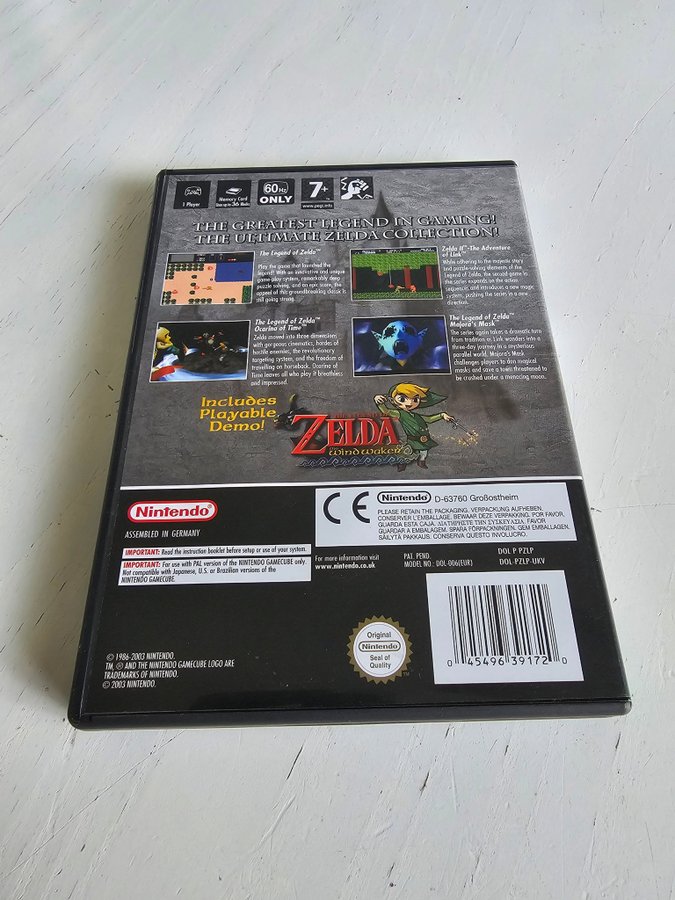 1 Player
Memory Card
60Hz
ONLY
7+
www.pegi.info
THE GREATEST LEGEND IN GAMING!
THE ULTIMATE ZELDA COLLECTION!
The Legend of Zelda™
Play the game that launched the
legend! With an innovative and unique
game-play system, remarkably deep
puzzle solving, and an epic score, the
appeal of this groundbreaking classic is
still going strong.
Zelda II™-The Adventure
of Link™
While adhering to the majestic story
and puzzle-solving elements of the
Legend of Zelda, the second game to
the series expands on the action
sequences and introduces a new magic
system, pushing the series in a new
direction.
The Legend of Zelda™
Ocarina of Time™
Zelda moved into three dimensions
with gorgeous cinematics, hordes of
hostile enemies, the revolutionary
targeting system, and the freedom of
travelling on horseback. Ocarina of
Time leaves all who play it breathless
and impressed.
The Legend of Zelda™
Majora's Mask™
The series again takes a dramatic turn
from tradition as Link wanders into a
three-day journey in a mysterious
parallel world. Majora's Mask
challenges players to don magical
masks and save a town threatened to
be crushed under a menacing moon.
Includes
Playable
Demo!
ZELDA
The Wind Waker
Nintendo®
ASSEMBLED IN GERMANY
IMPORTANT: Read the instruction booklet before setup or use of your system.
IMPORTANT: For use with PAL version of the NINTENDO GAMECUBE only.
Not compatible with Japanese, U.S. or Brazilian versions of the
NINTENDO GAMECUBE.
CE
Nintendo® D-63760 Großostheim
PLEASE RETAIN THE PACKAGING. VERPACKUNG AUFHEBEN.
CONSERVER L'EMBALLAGE. BEWAAR DEZE VERPAKKING. POR FAVOR,
GUARDA ESTA CAJA. ΔΙΑΤΗΡΗΣΤΕ ΤΗΝ ΣΥΣΚΕΥΑΣΙΑ. FAVOR
GUARDAR A EMBALAGEM. SPARA FÖRPACKNINGEN. GEM EMBALLAGEN.
SÄILYTÄ PAKKAUS. CONSERVA QUESTO INVOLUCRO.
For more information visit
www.nintendo.co.uk
PAT. PEND.
MODEL NO: DOL-006(EUR)
DOL P PZLP
DOL-PZLP-UKV
Original
Nintendo®
Seal of
Quality
0 45496 39172 0
© 1986-2003 NINTENDO.
TM, ® AND THE NINTENDO GAMECUBE LOGO ARE
TRADEMARKS OF NINTENDO.
© 2003 NINTENDO.